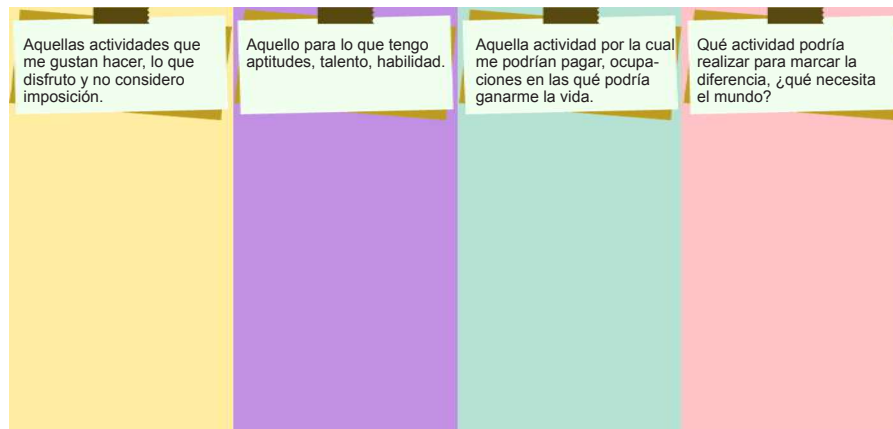 Aquellas actividades que
me gustan hacer, lo que
disfruto y no considero
imposición.
Aquello para lo que tengo
aptitudes, talento, habilidad.
Aquella actividad por la cual
me podrían pagar, ocupa-
ciones en las qué podría
ganarme la vida.
Qué actividad podría
realizar para marcar la
diferencia, ¿qué necesita
el mundo?